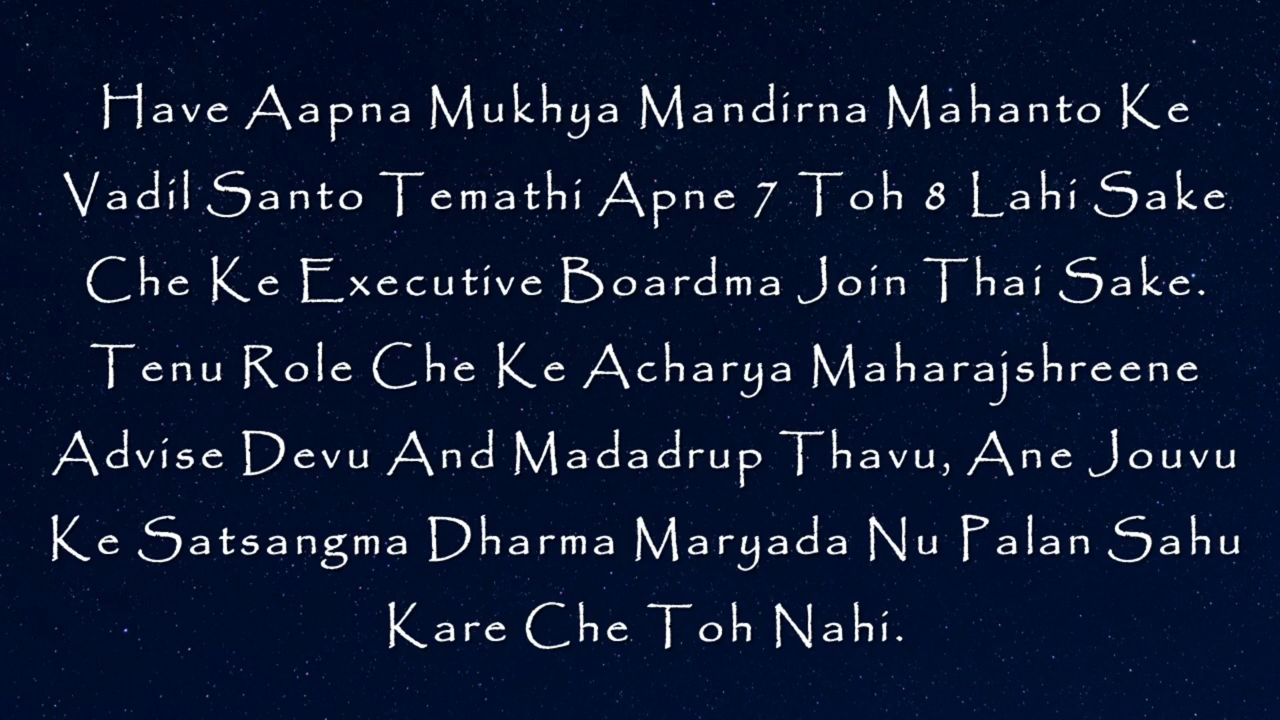 Have Aapna Mukhya Mandirna Mahanto Ke
Vadil Santo Temathi Apne 7 Toh 8 Lahi Sake
Che Ke Executive Boardma Join Thai Sake.
Tenu Role Che Ke Acharya Maharajshreene
Advise Devu And Madadrup Thavu, Ane Jouvu
Ke Satsangma Dharma Maryada Nu Palan Sahu
Kare Che Toh Nahi.